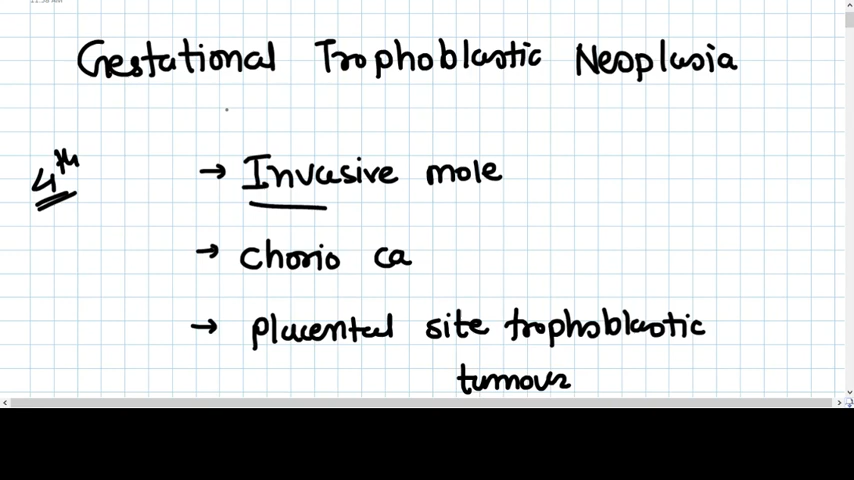 Gestational Trophoblastic Neoplasia
4th
→ Invasive mole
→ Chorio ca
→ Placental site trophoblastic
tumour